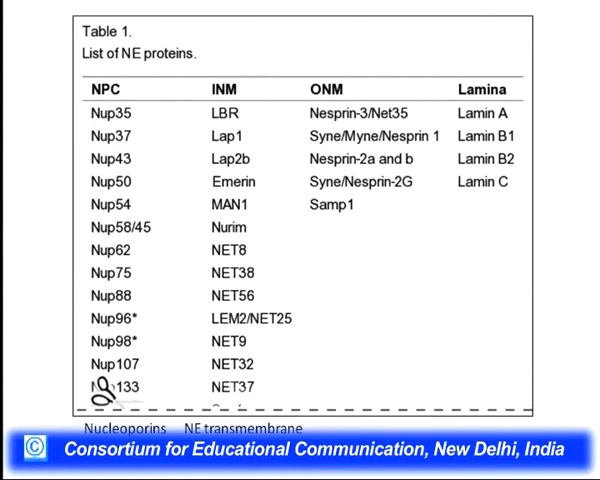 Table 1.
List of NE proteins.
NPC INM ONM Lamina
Nup35 LBR Nesprin-3/Net35 Lamin A
Nup37 Lap1 Syne/Myne/Nesprin 1 Lamin B1
Nup43 Lap2b Nesprin-2a and b Lamin B2
Nup50 Emerin Syne/Nesprin-2G Lamin C
Nup54 MAN1 Samp1
Nup58/45 Nurim
Nup62 NET8
Nup75 NET38
Nup88 NET56
Nup96* LEM2/NET25
Nup98* NET9
Nup107 NET32
Nup133 NET37
Nucleoporins NE transmembrane
© Consortium for Educational Communication, New Delhi, India